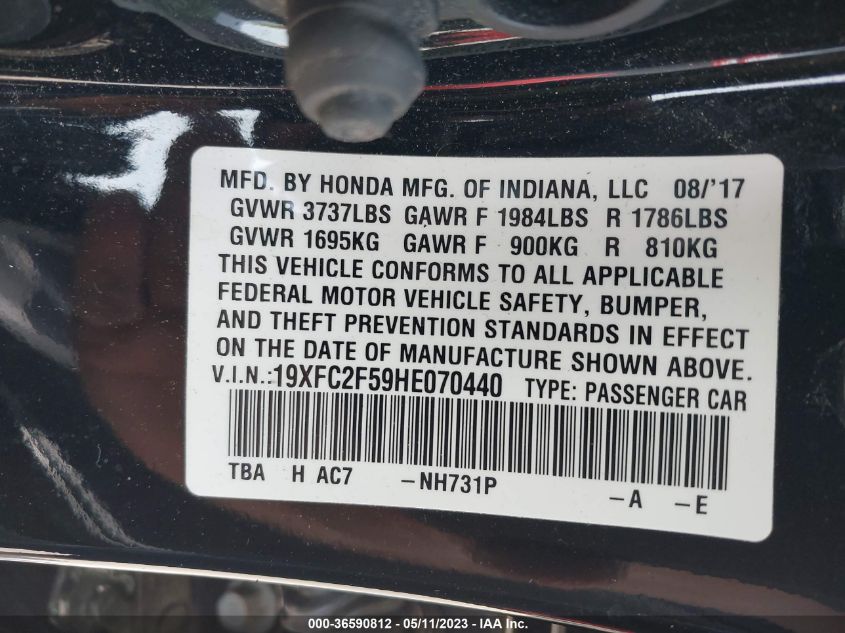 MFD. BY HONDA MFG. OF INDIANA, LLC 08/'17
GVWR 3737LBS GAWR F 1984LBS R 1786LBS
GVWR 1695KG GAWR F 900KG R 810KG
THIS VEHICLE CONFORMS TO ALL APPLICABLE
FEDERAL MOTOR VEHICLE SAFETY, BUMPER,
AND THEFT PREVENTION STANDARDS IN EFFECT
ON THE DATE OF MANUFACTURE SHOWN ABOVE.
V.I.N.:19XFC2F59HE070440 TYPE: PASSENGER CAR
TBA H AC7 -NH731P -A -E
000-36590812 - 05/11/2023 - IAA Inc.